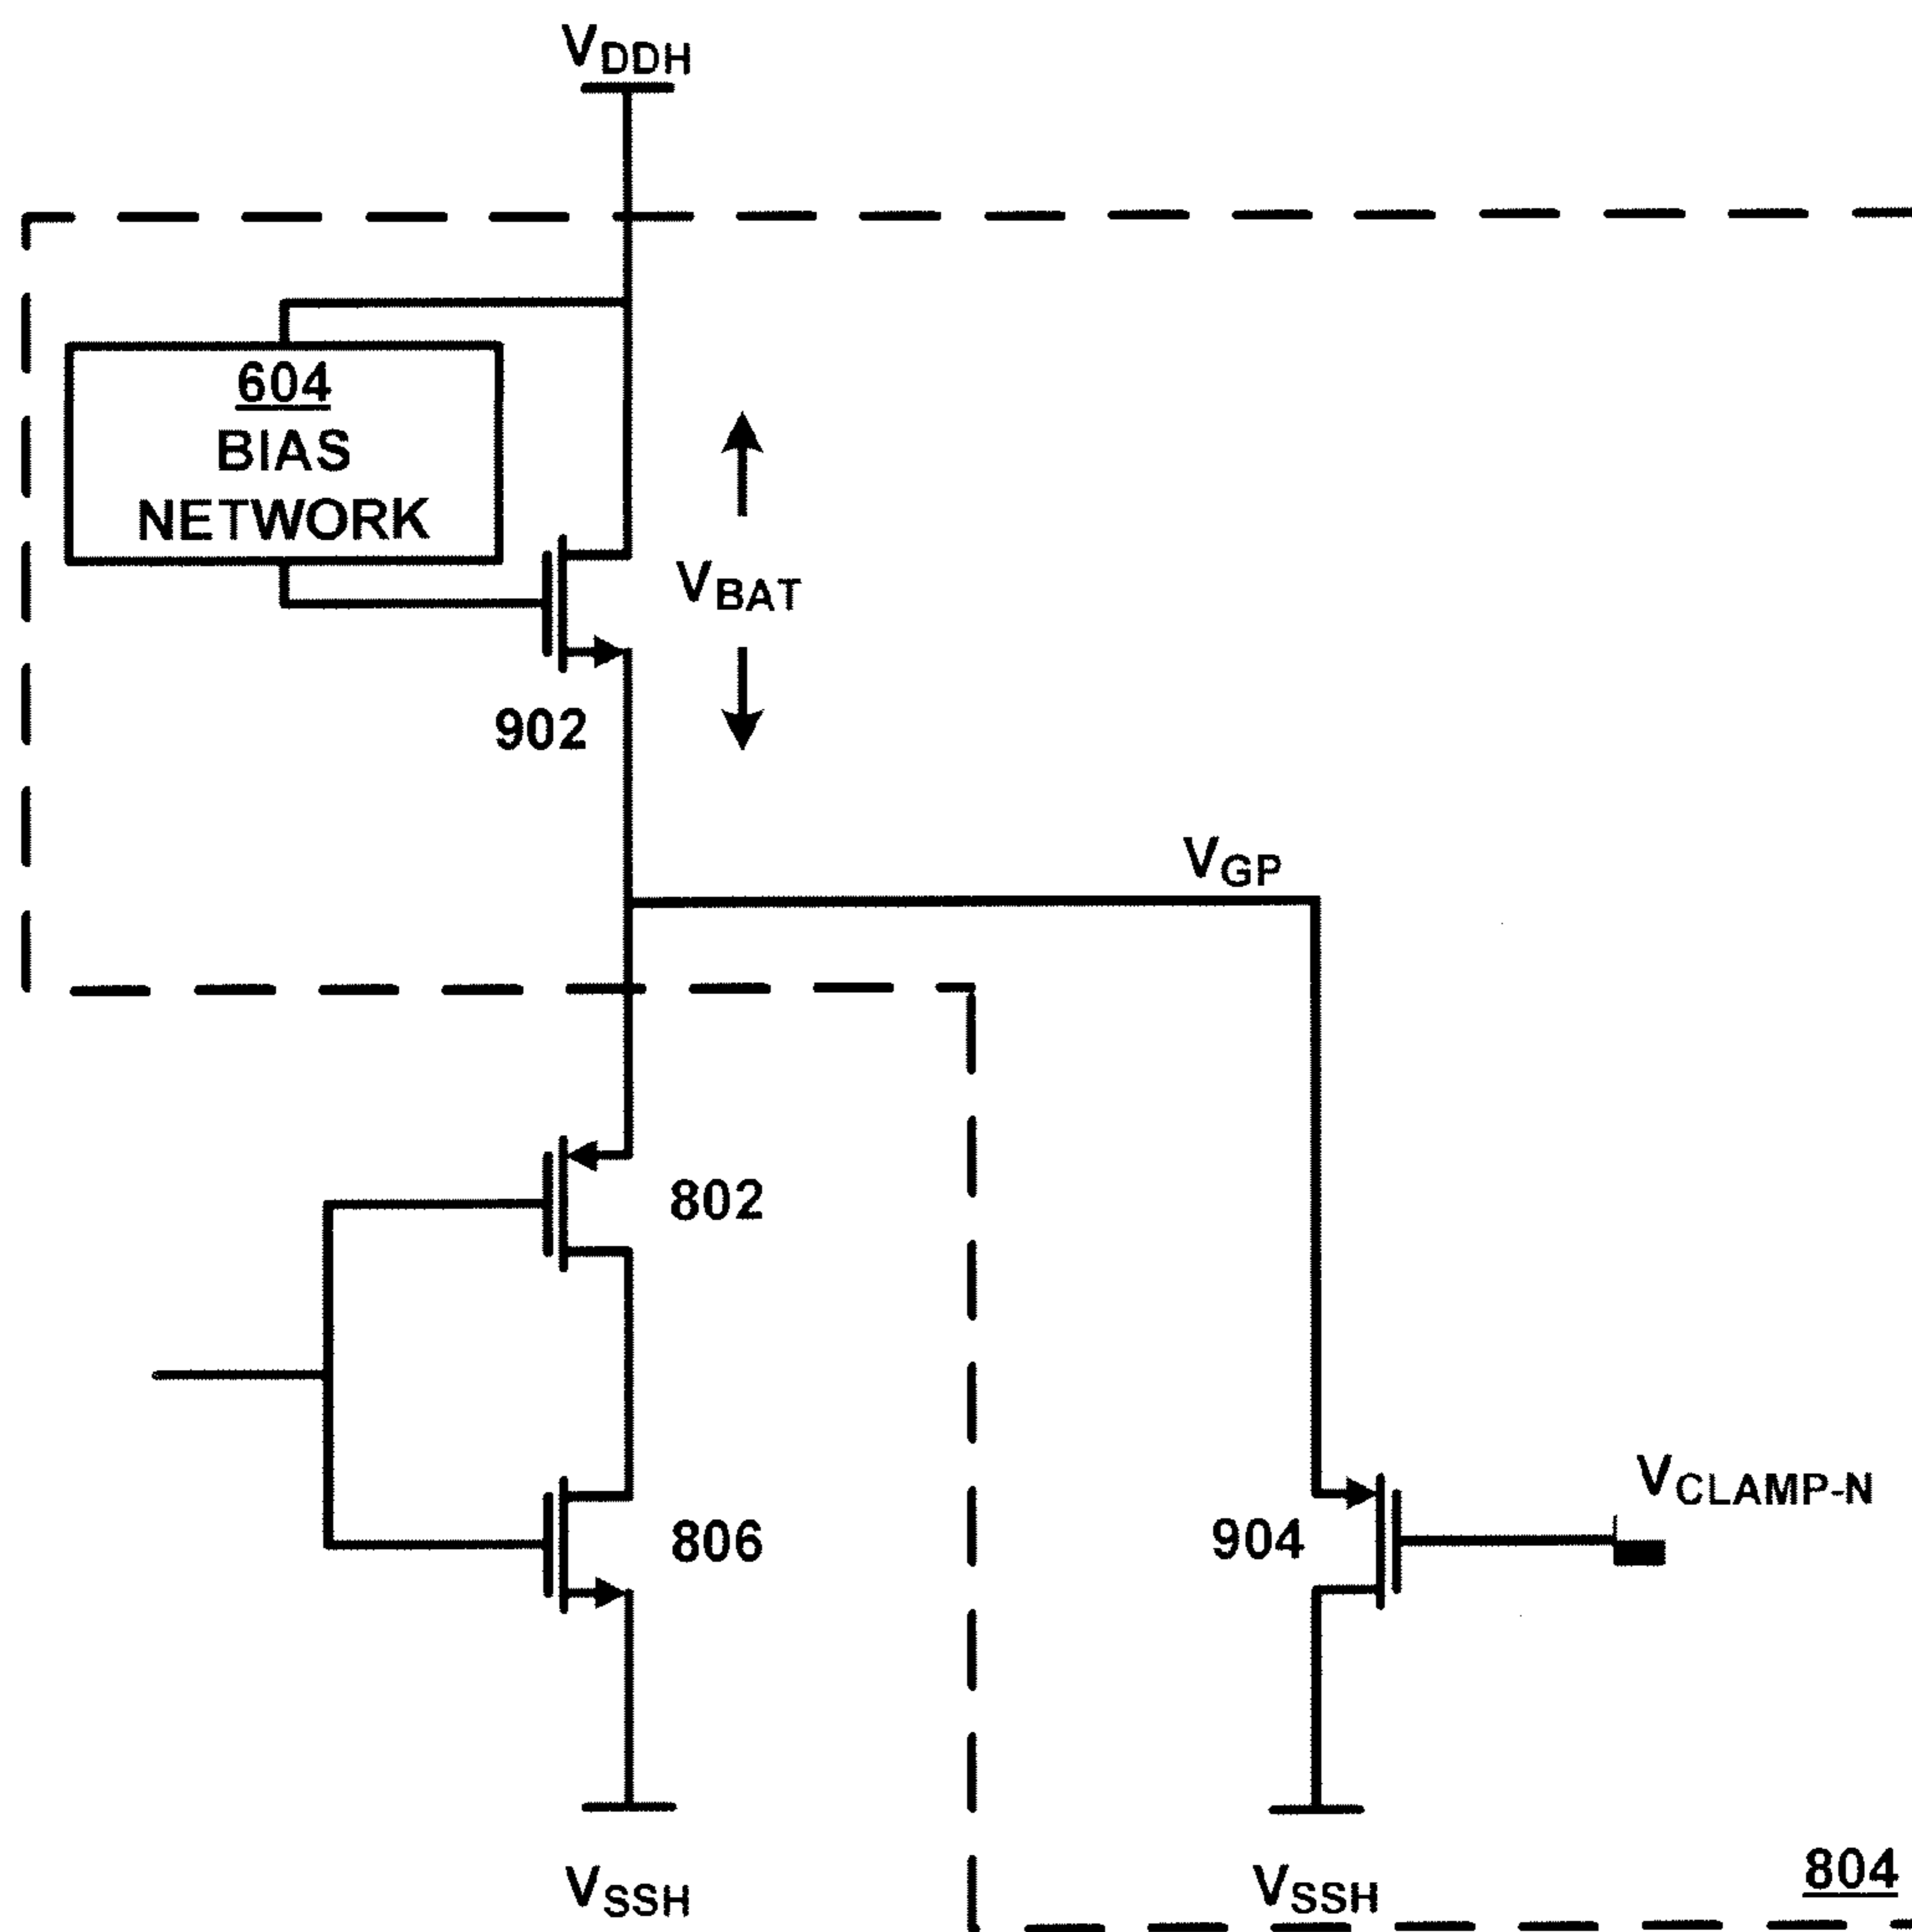 VDDH
604
BIAS
NETWORK
VBAT
902
VGP
802
806
904
VCLAMP-N
VSSH
VSSH
804